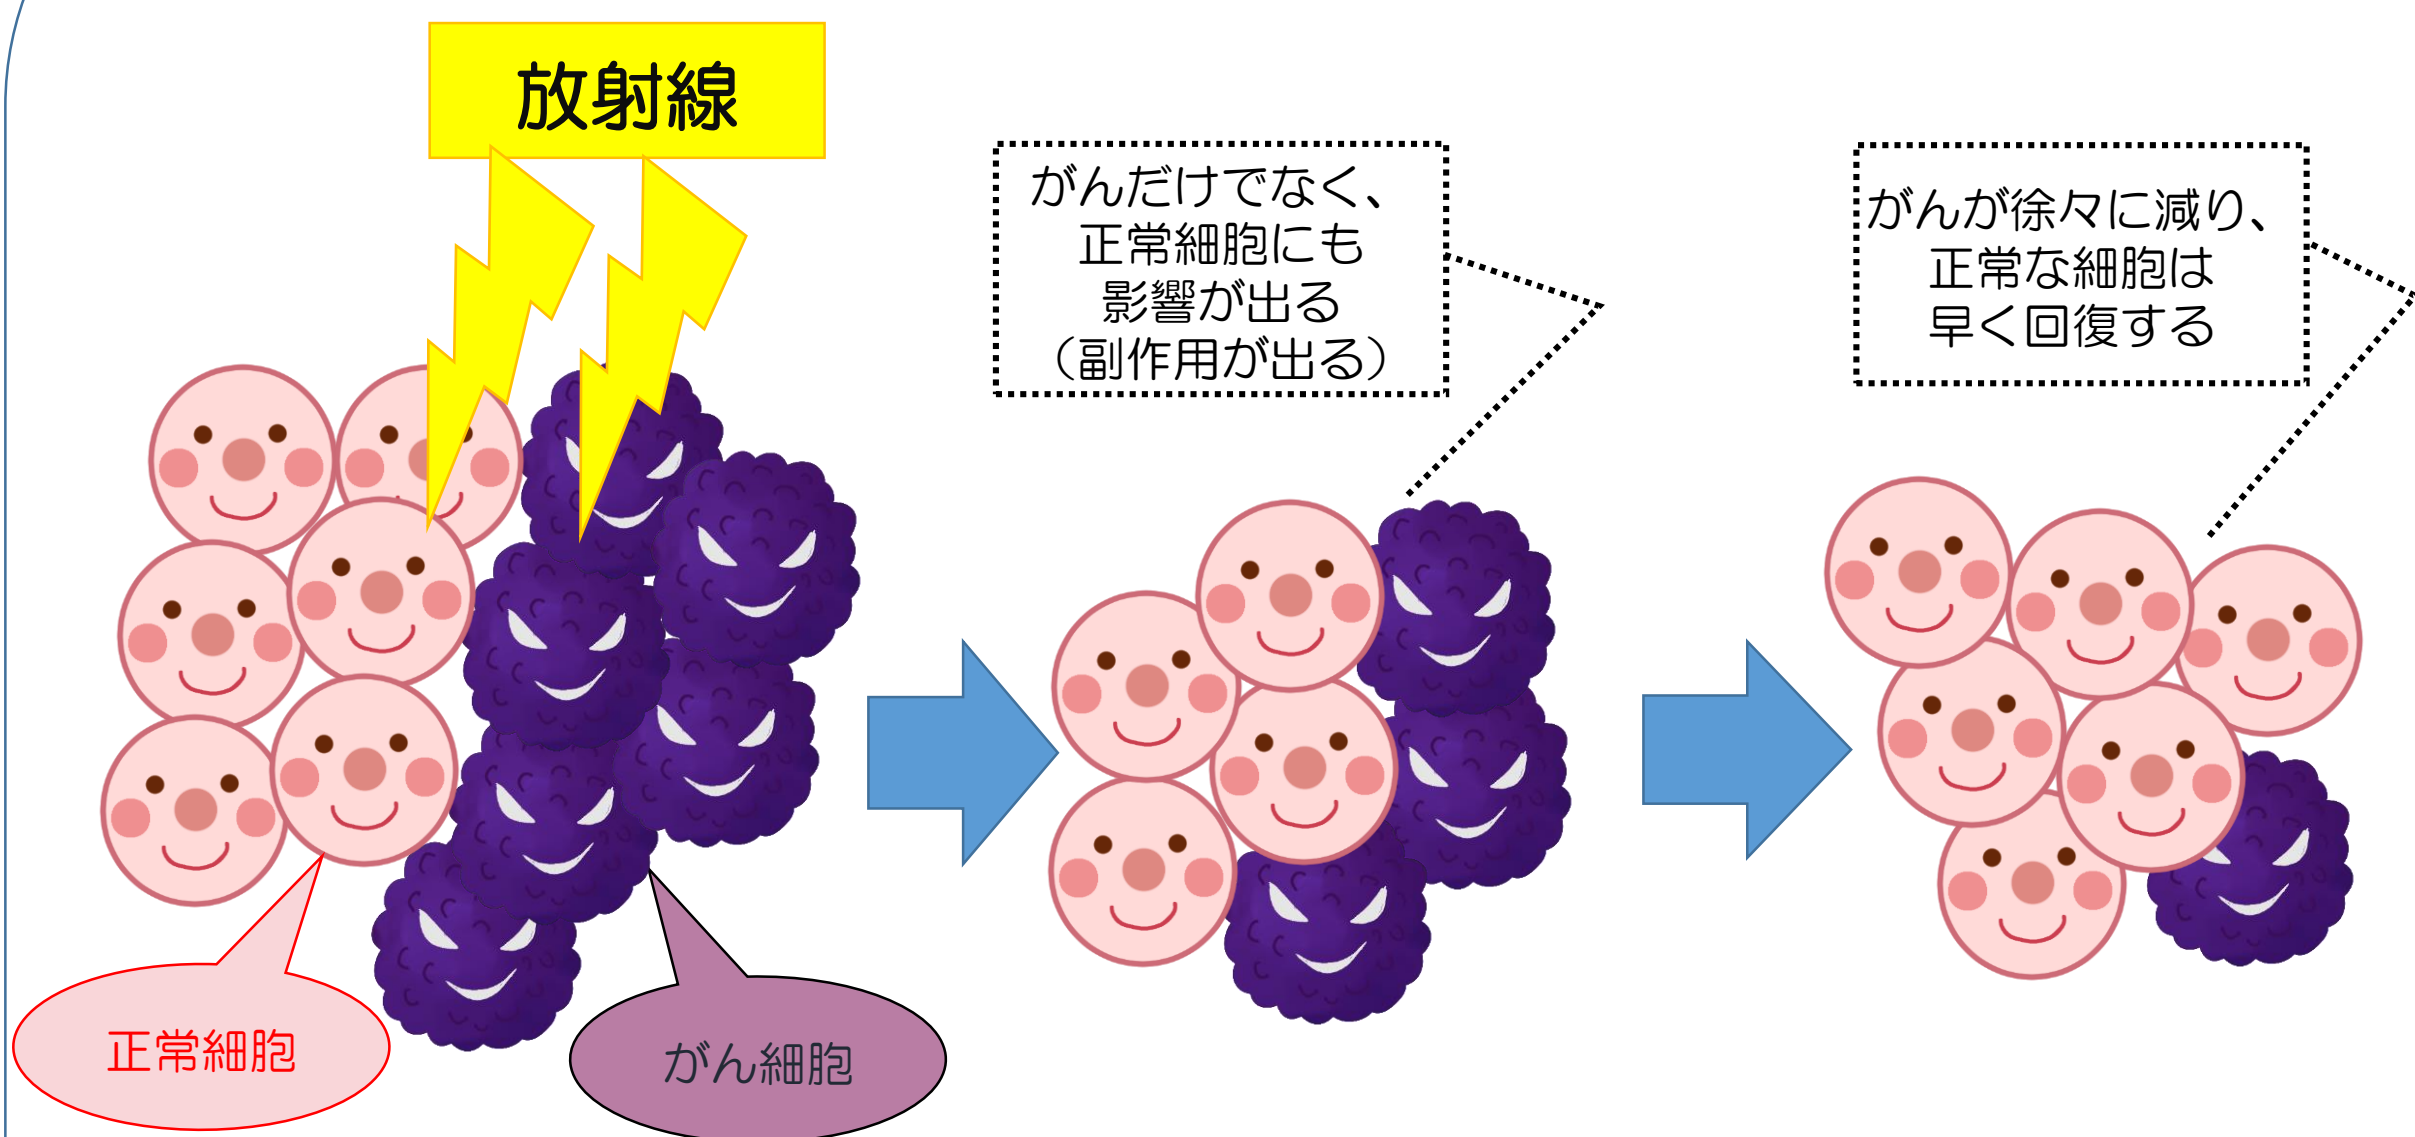 放射線
がんだけでなく、
正常細胞にも
影響が出る
（副作用が出る）
がんが徐々に減り、
正常な細胞は
早く回復する
正常細胞
がん細胞